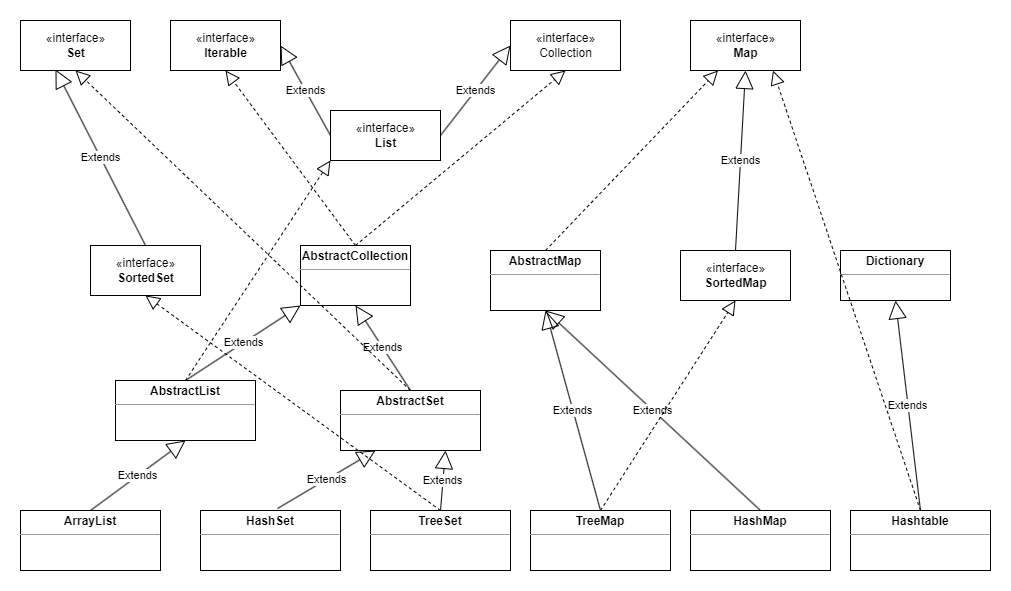 «interface»
Set
«interface»
Iterable
«interface»
Collection
«interface»
Map
Extends
Extends
«interface»
List
Extends
Extends
«interface»
SortedSet
AbstractCollection
AbstractMap
«interface»
SortedMap
Dictionary
Extends
Extends
AbstractList
AbstractSet
Extends
Extends
Extends
Extends
Extends
Extends
ArrayList
HashSet
TreeSet
TreeMap
HashMap
Hashtable